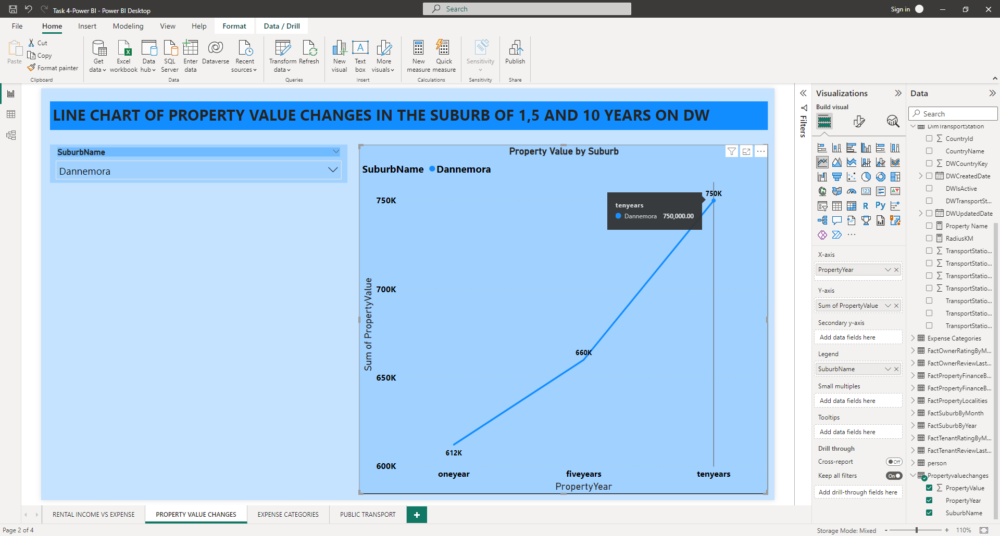 Task 4-Power BI - Power BI Desktop
Search
Sign in
File
Home
Insert
Modeling
View
Help
Format
Data / Drill
Paste
Cut
Copy
Format painter
Clipboard
Get data
Excel workbook
Data hub
SQL Server
Enter data
Dataverse
Recent sources
Data
Transform data
Refresh
Queries
New visual
Text box
More visuals
Insert
New measure
Quick measure
Calculations
Sensitivity
Sensitivity
Publish
Share
LINE CHART OF PROPERTY VALUE CHANGES IN THE SUBURB OF 1,5 AND 10 YEARS ON DW
SuburbName
Dannemora
Property Value by Suburb
SuburbName Dannemora
750K
700K
650K
600K
Sum of PropertyValue
612K
660K
750K
tenyears
Dannemora 750,000.00
oneyear
fiveyears
tenyears
PropertyYear
Filters
Visualizations
Build visual
R
Py
123
X-axis
PropertyYear
Y-axis
Sum of PropertyValue
Secondary y-axis
Add data fields here
Legend
SuburbName
Small multiples
Add data fields here
Tooltips
Add data fields here
Drill through
Cross-report
Off
Keep all filters
On
Add drill-through fields here
Data
Search
DimTransportStation
CountryId
CountryName
DWCountryKey
DWCreatedDate
DWIsActive
DWTransportSt...
DWUpdatedDate
Property Name
RadiusKM
TransportStatio...
TransportStatio...
TransportStatio...
TransportStatio...
TransportStatio...
TransportStatio...
TransportStatio...
Expense Categories
FactOwnerRatingByM...
FactOwnerReviewLast...
FactPropertyFinanceB...
FactPropertyFinanceB...
FactPropertyLocalities
FactSuburbByMonth
FactSuburbByYear
FactTenantRatingByM...
FactTenantReviewLast...
person
Propertyvaluechanges
PropertyValue
PropertyYear
SuburbName
RENTAL INCOME VS EXPENSE
PROPERTY VALUE CHANGES
EXPENSE CATEGORIES
PUBLIC TRANSPORT
Page 2 of 4
Storage Mode: Mixed
110%